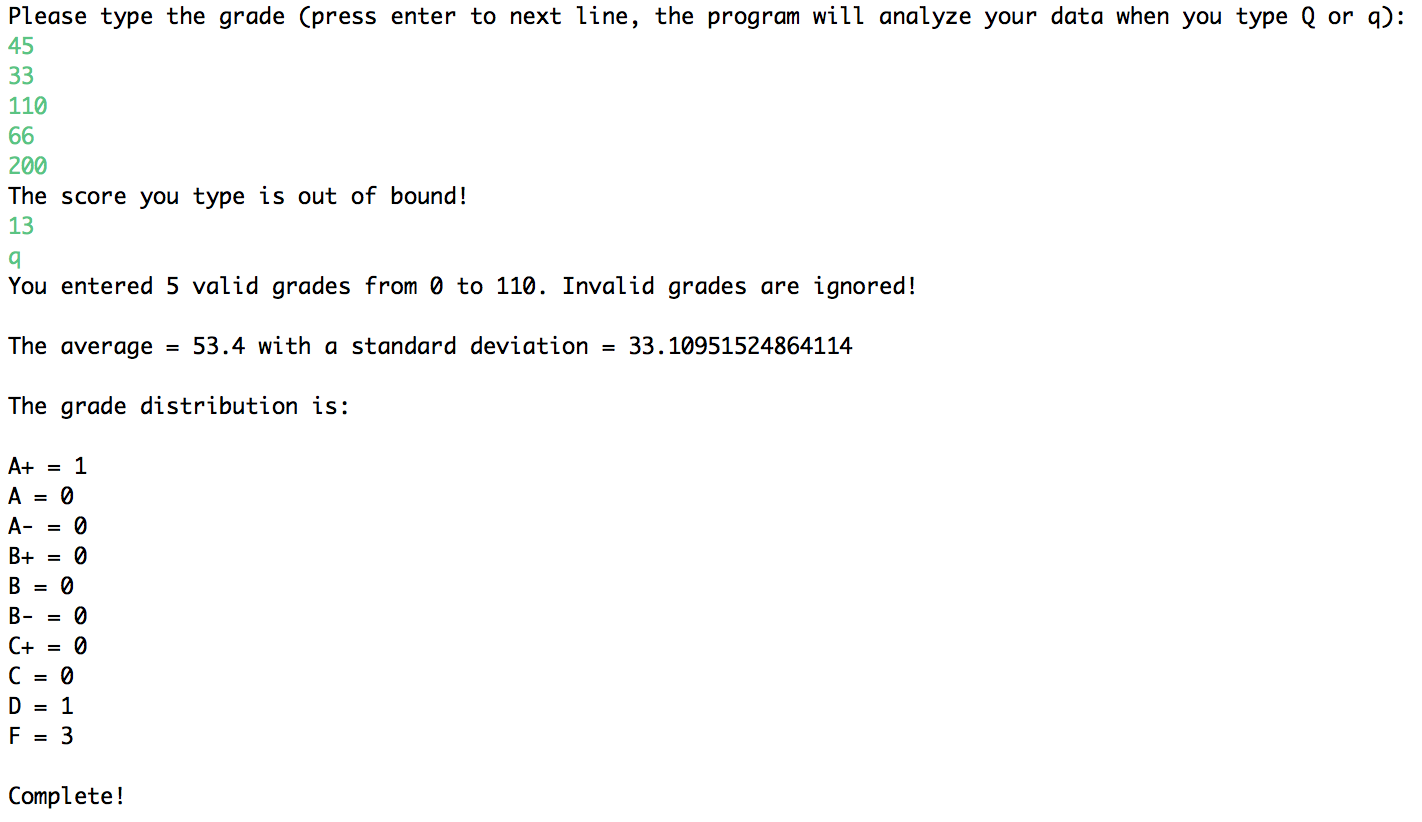 Please type the grade (press enter to next line, the program will analyze your data when you type Q or q):
45
33
110
66
200
The score you type is out of bound!
13
q
You entered 5 valid grades from 0 to 110. Invalid grades are ignored!
The average = 53.4 with a standard deviation = 33.10951524864114
The grade distribution is:
A+ = 1
A = 0
A- = 0
B+ = 0
B = 0
B- = 0
C+ = 0
C = 0
D = 1
F = 3
Complete!